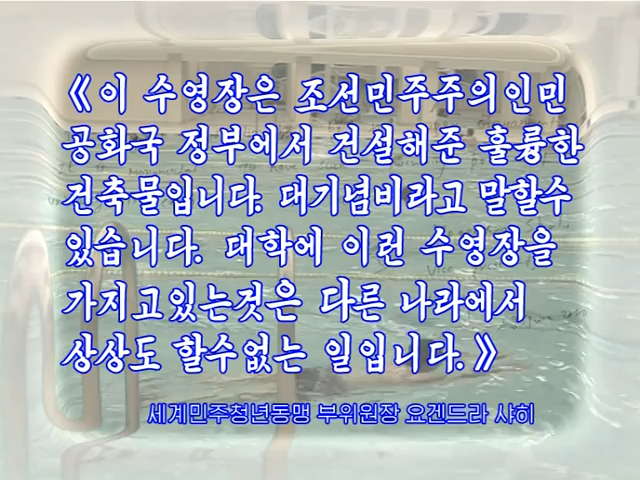 《이 수영장은 조선민주주의인민
공화국 정부에서 건설해준 훌륭한
건축물입니다. 대기념비라고 말할수
있습니다. 대학에 이런 수영장을
가지고있는것은 다른 나라에서
상상도 할수없는 일입니다.》
세계민주청년동맹 부위원장 요겐드라 샤히